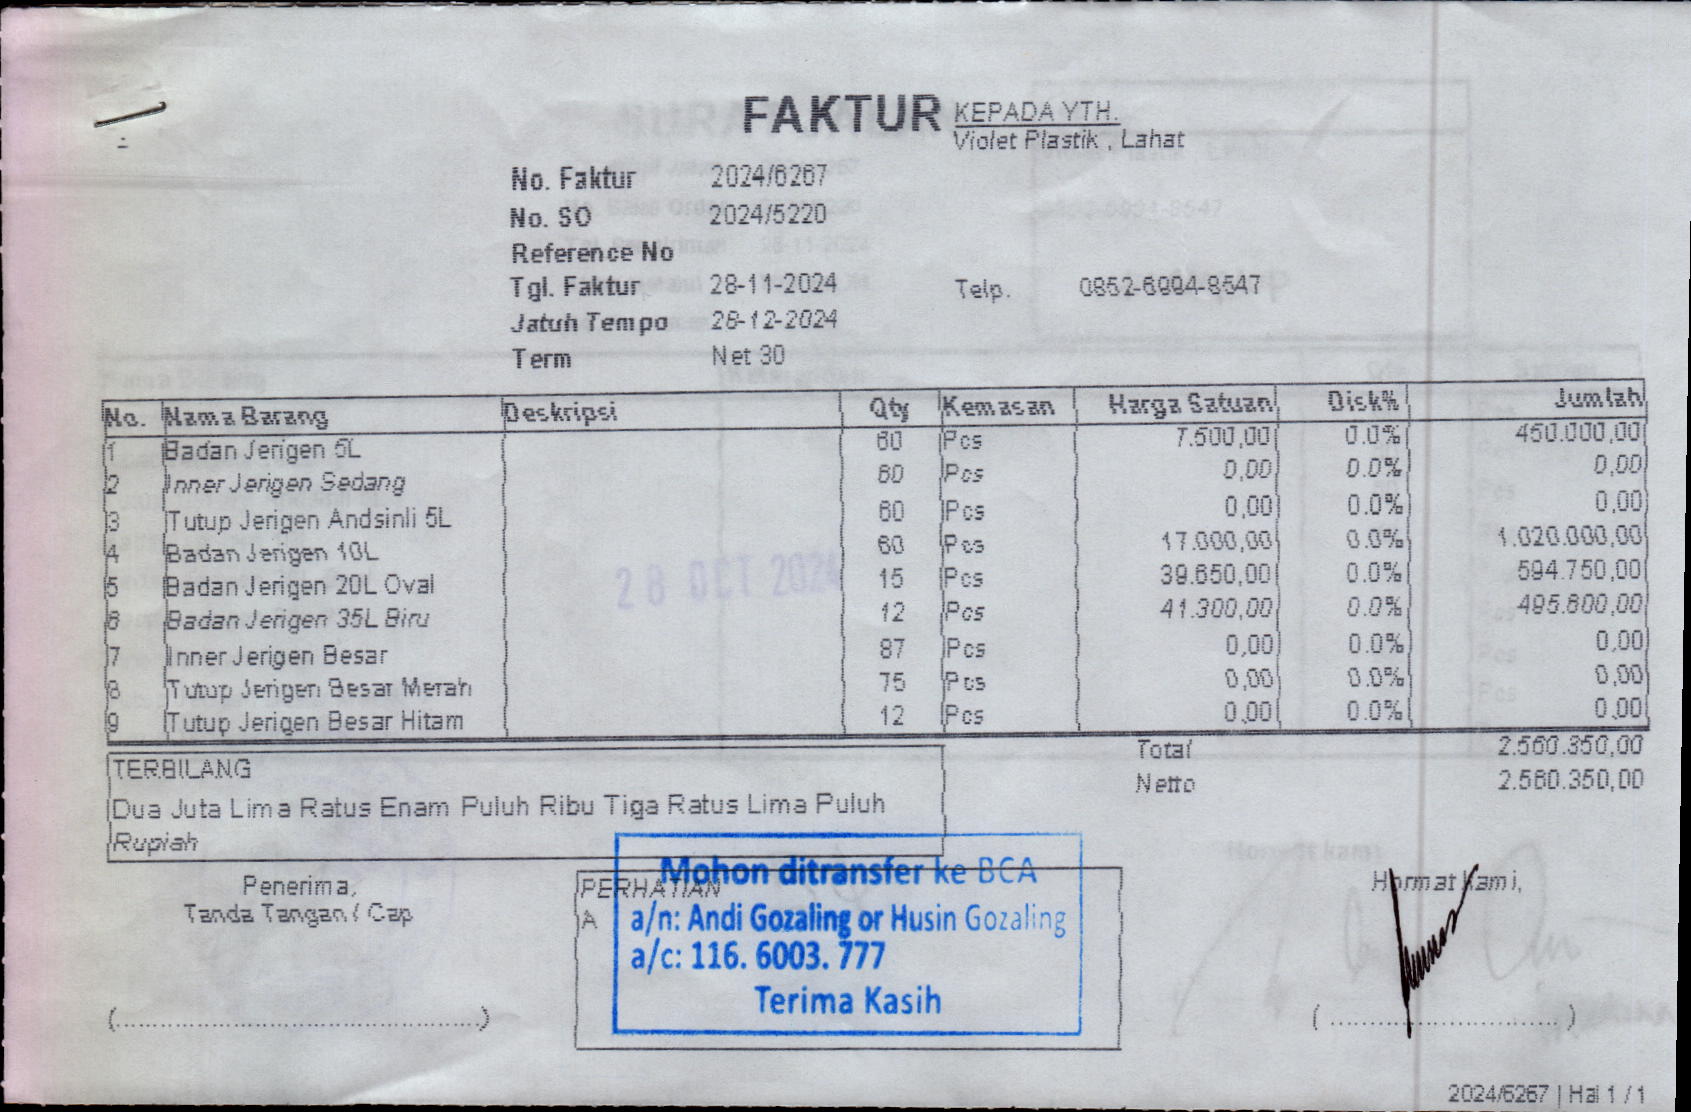 FAKTUR
KEPADA YTH.
Violet Plastik , Lahat
No. Faktur 2024/6267
No. SO 2024/5220
Reference No
Tgl. Faktur 28-11-2024
Telp. 0852-6994-8547
Jatuh Tempo 28-12-2024
Term Net 30
No. Nama Barang Deskripsi Qty Kemasan Harga Satuan Disk% Jumlah
1 Badan Jerigen 5L 60 Pcs 7.500,00 0.0% 450.000,00
2 Inner Jerigen Sedang 60 Pcs 0,00 0.0% 0,00
3 Tutup Jerigen Andsinli 5L 60 Pcs 0,00 0.0% 0,00
4 Badan Jerigen 10L 60 Pcs 17.000,00 0.0% 1.020.000,00
5 Badan Jerigen 20L Oval 15 Pcs 39.650,00 0.0% 594.750,00
6 Badan Jerigen 35L Biru 12 Pcs 41.300,00 0.0% 495.600,00
7 Inner Jerigen Besar 87 Pcs 0,00 0.0% 0,00
8 Tutup Jerigen Besar Merah 75 Pcs 0,00 0.0% 0,00
9 Tutup Jerigen Besar Hitam 12 Pcs 0,00 0.0% 0,00
28 OCT 2024
Total 2.560.350,00
Netto 2.560.350,00
TERBILANG
Dua Juta Lima Ratus Enam Puluh Ribu Tiga Ratus Lima Puluh
Rupiah
Penerima,
Tanda Tangan / Cap
(..................................................)
PERHATIAN
A
Mohon ditransfer ke BCA
a/n: Andi Gozaling or Husin Gozaling
a/c: 116. 6003. 777
Terima Kasih
Hormat Kami,
( ................................ )
2024/6267 | Hal 1 / 1